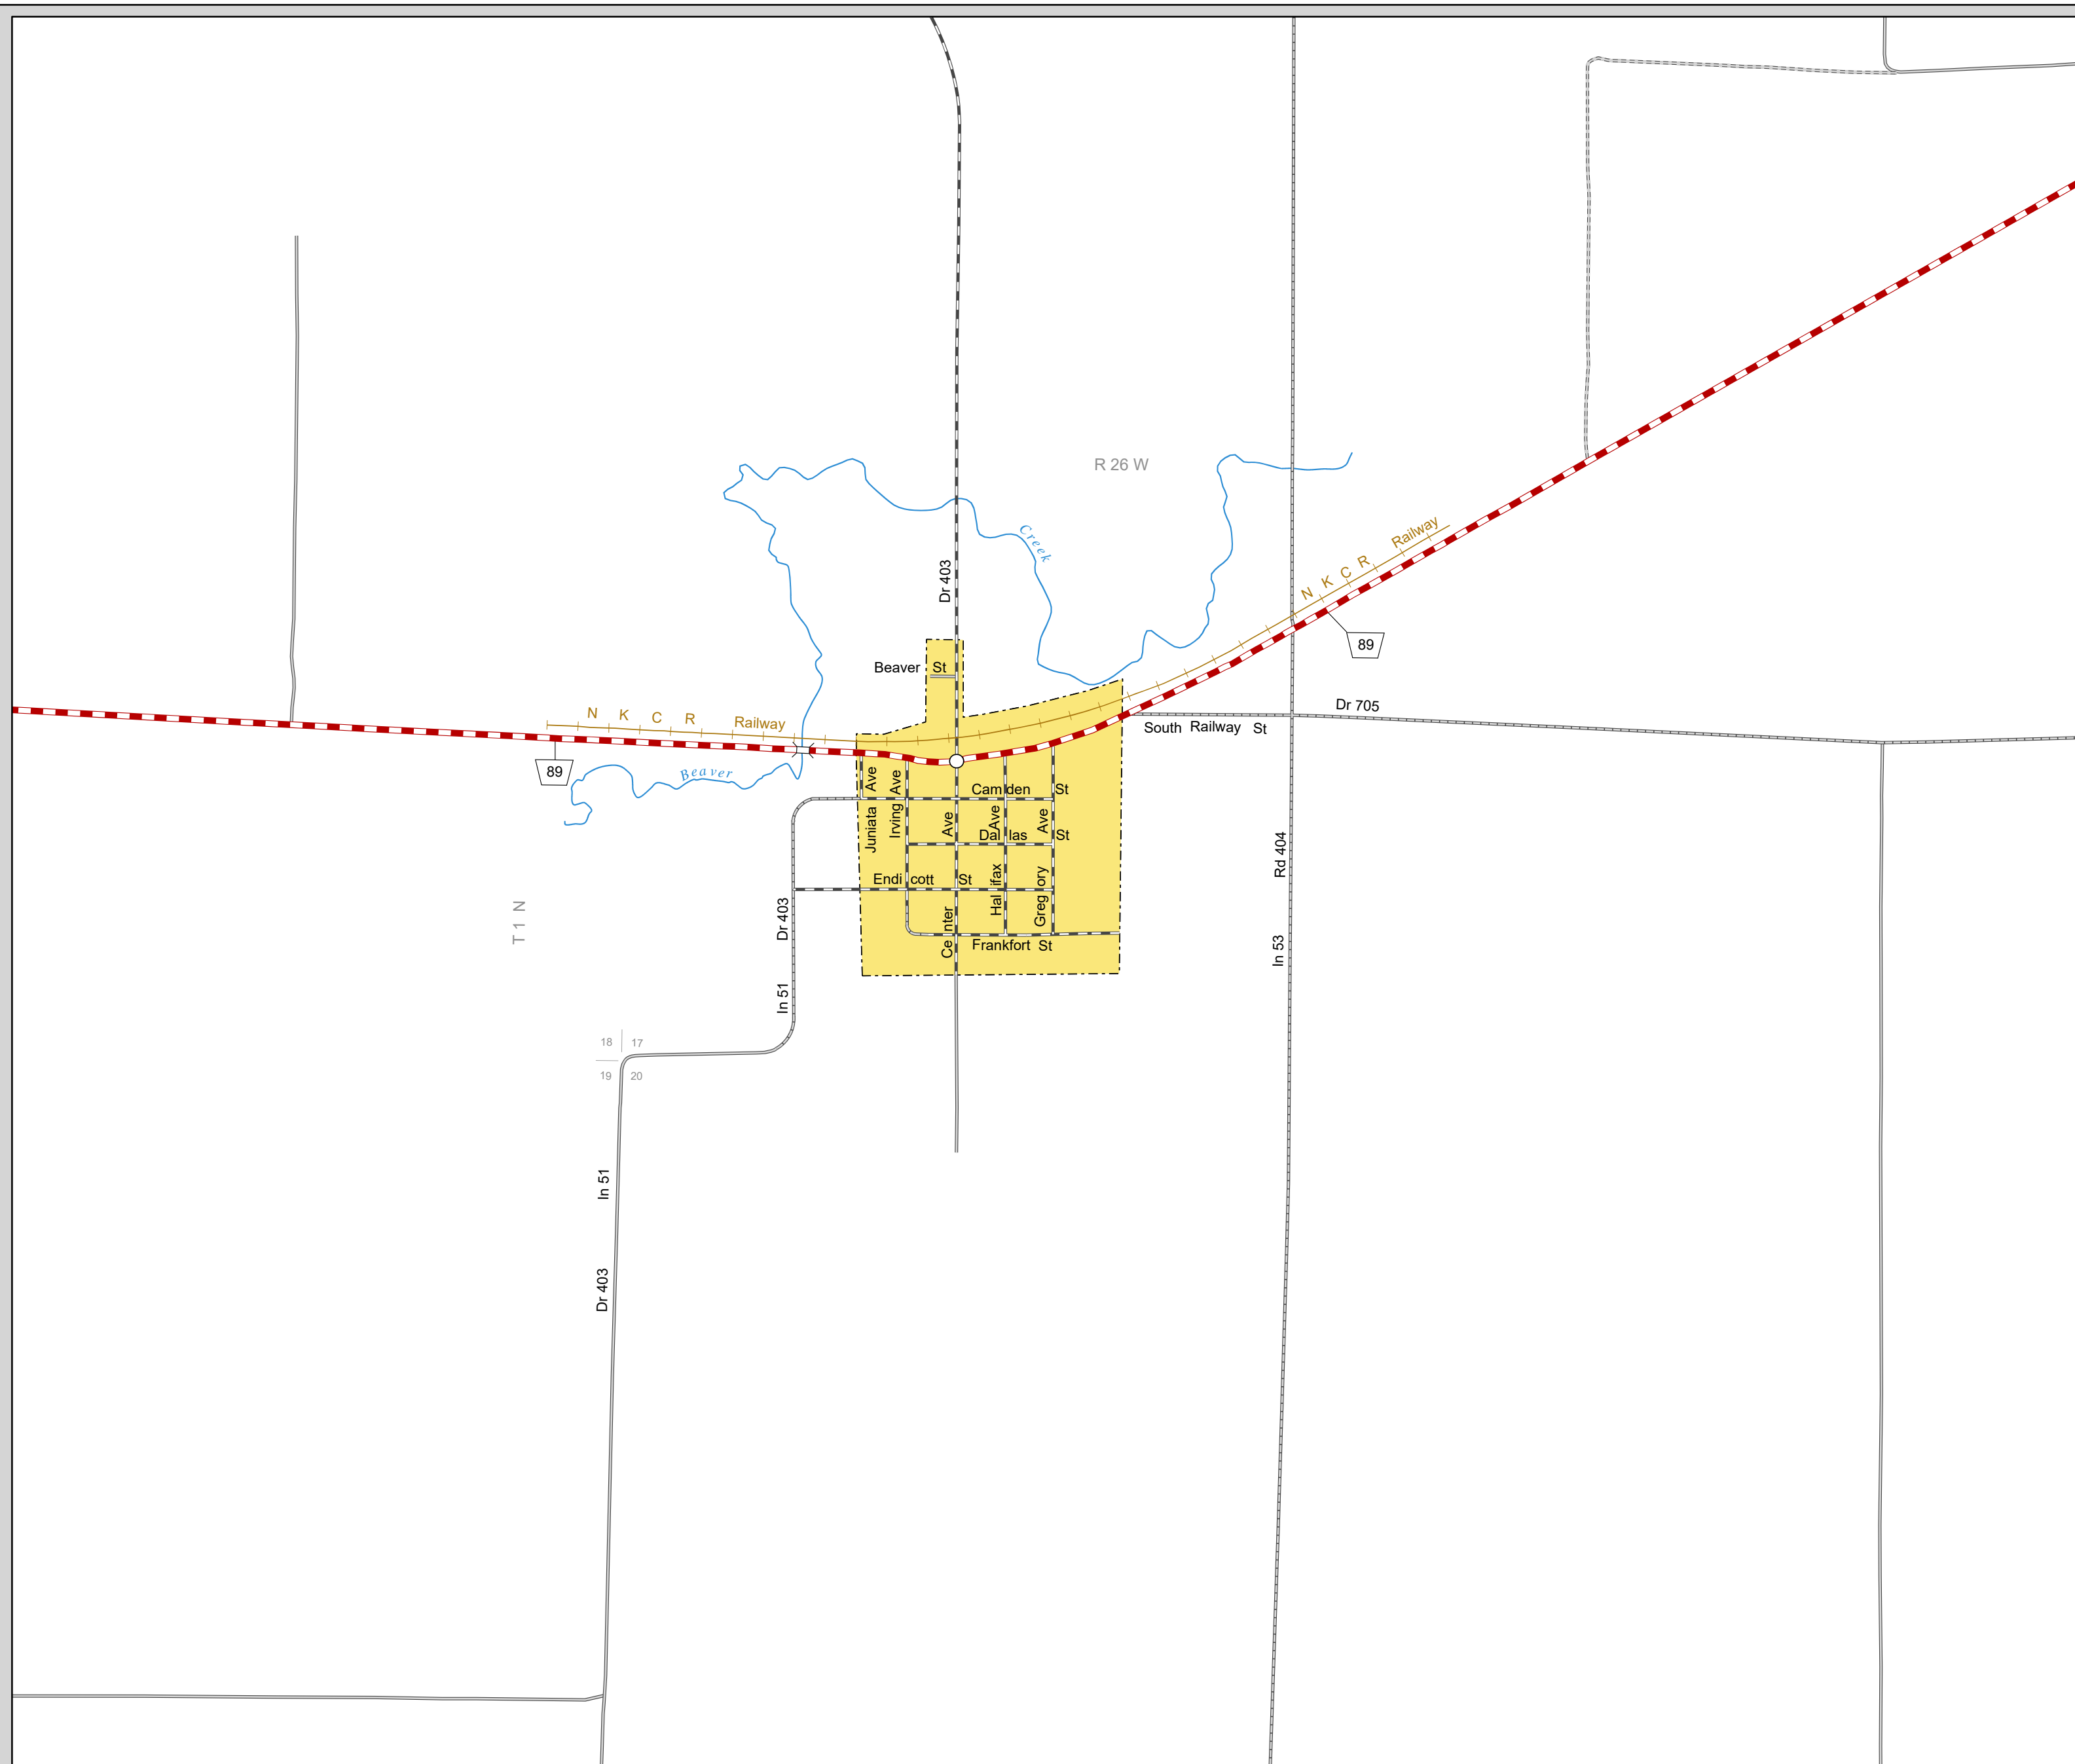 R 26 W
Creek
Dr 403
N K C R Railway
89
Beaver St
Dr 705
N K C R Railway
South Railway St
89
Beaver
Juniata Ave
Irving Ave
Camden St
Center Ave
Halifax Ave
Gregory Ave
Dallas St
Endicott St
Rd 404
In 53
T 1 N
Dr 403
Frankfort St
In 51
18 17
19 20
In 51
Dr 403